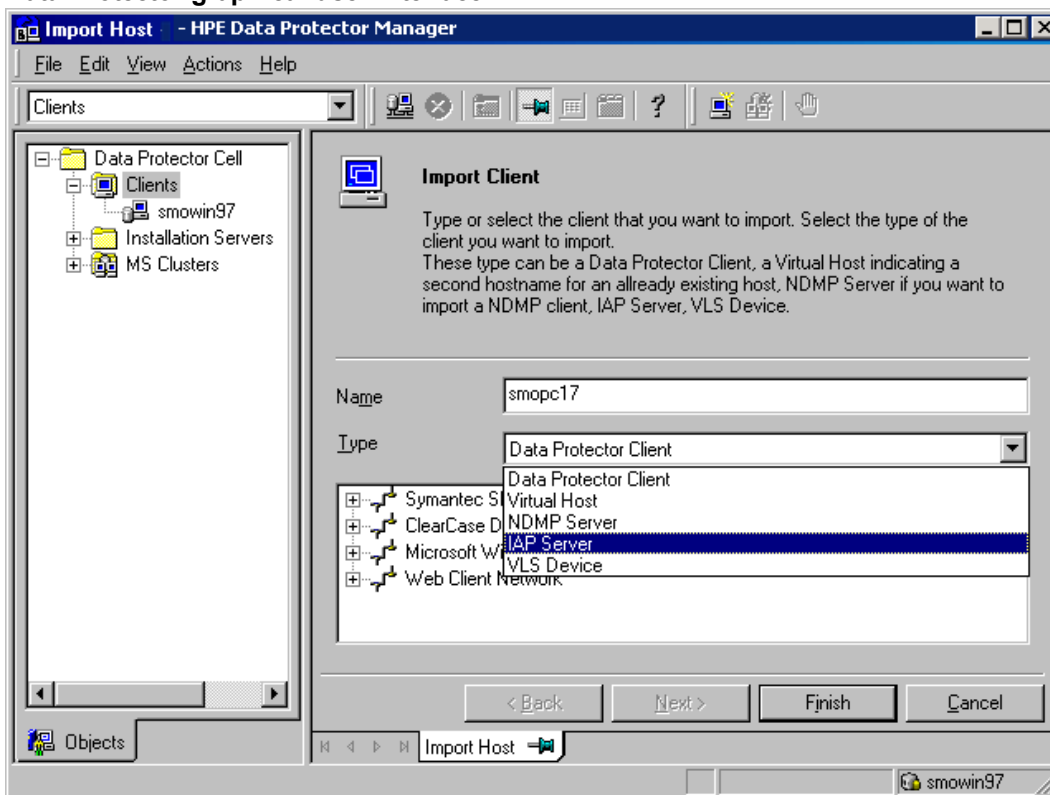 Import Host - HPE Data Protector Manager
File Edit View Actions Help
Clients
Data Protector Cell
Clients
smowin97
Installation Servers
MS Clusters
Import Client
Type or select the client that you want to import. Select the type of the
client you want to import.
These type can be a Data Protector Client, a Virtual Host indicating a
second hostname for an allready existing host, NDMP Server if you want to
import a NDMP client, IAP Server, VLS Device.
Name smopc17
Type Data Protector Client
Data Protector Client
Virtual Host
NDMP Server
IAP Server
VLS Device
Symantec
ClearCase
Microsoft
Web Client Network
< Back Next > Finish Cancel
Objects
Import Host
smowin97